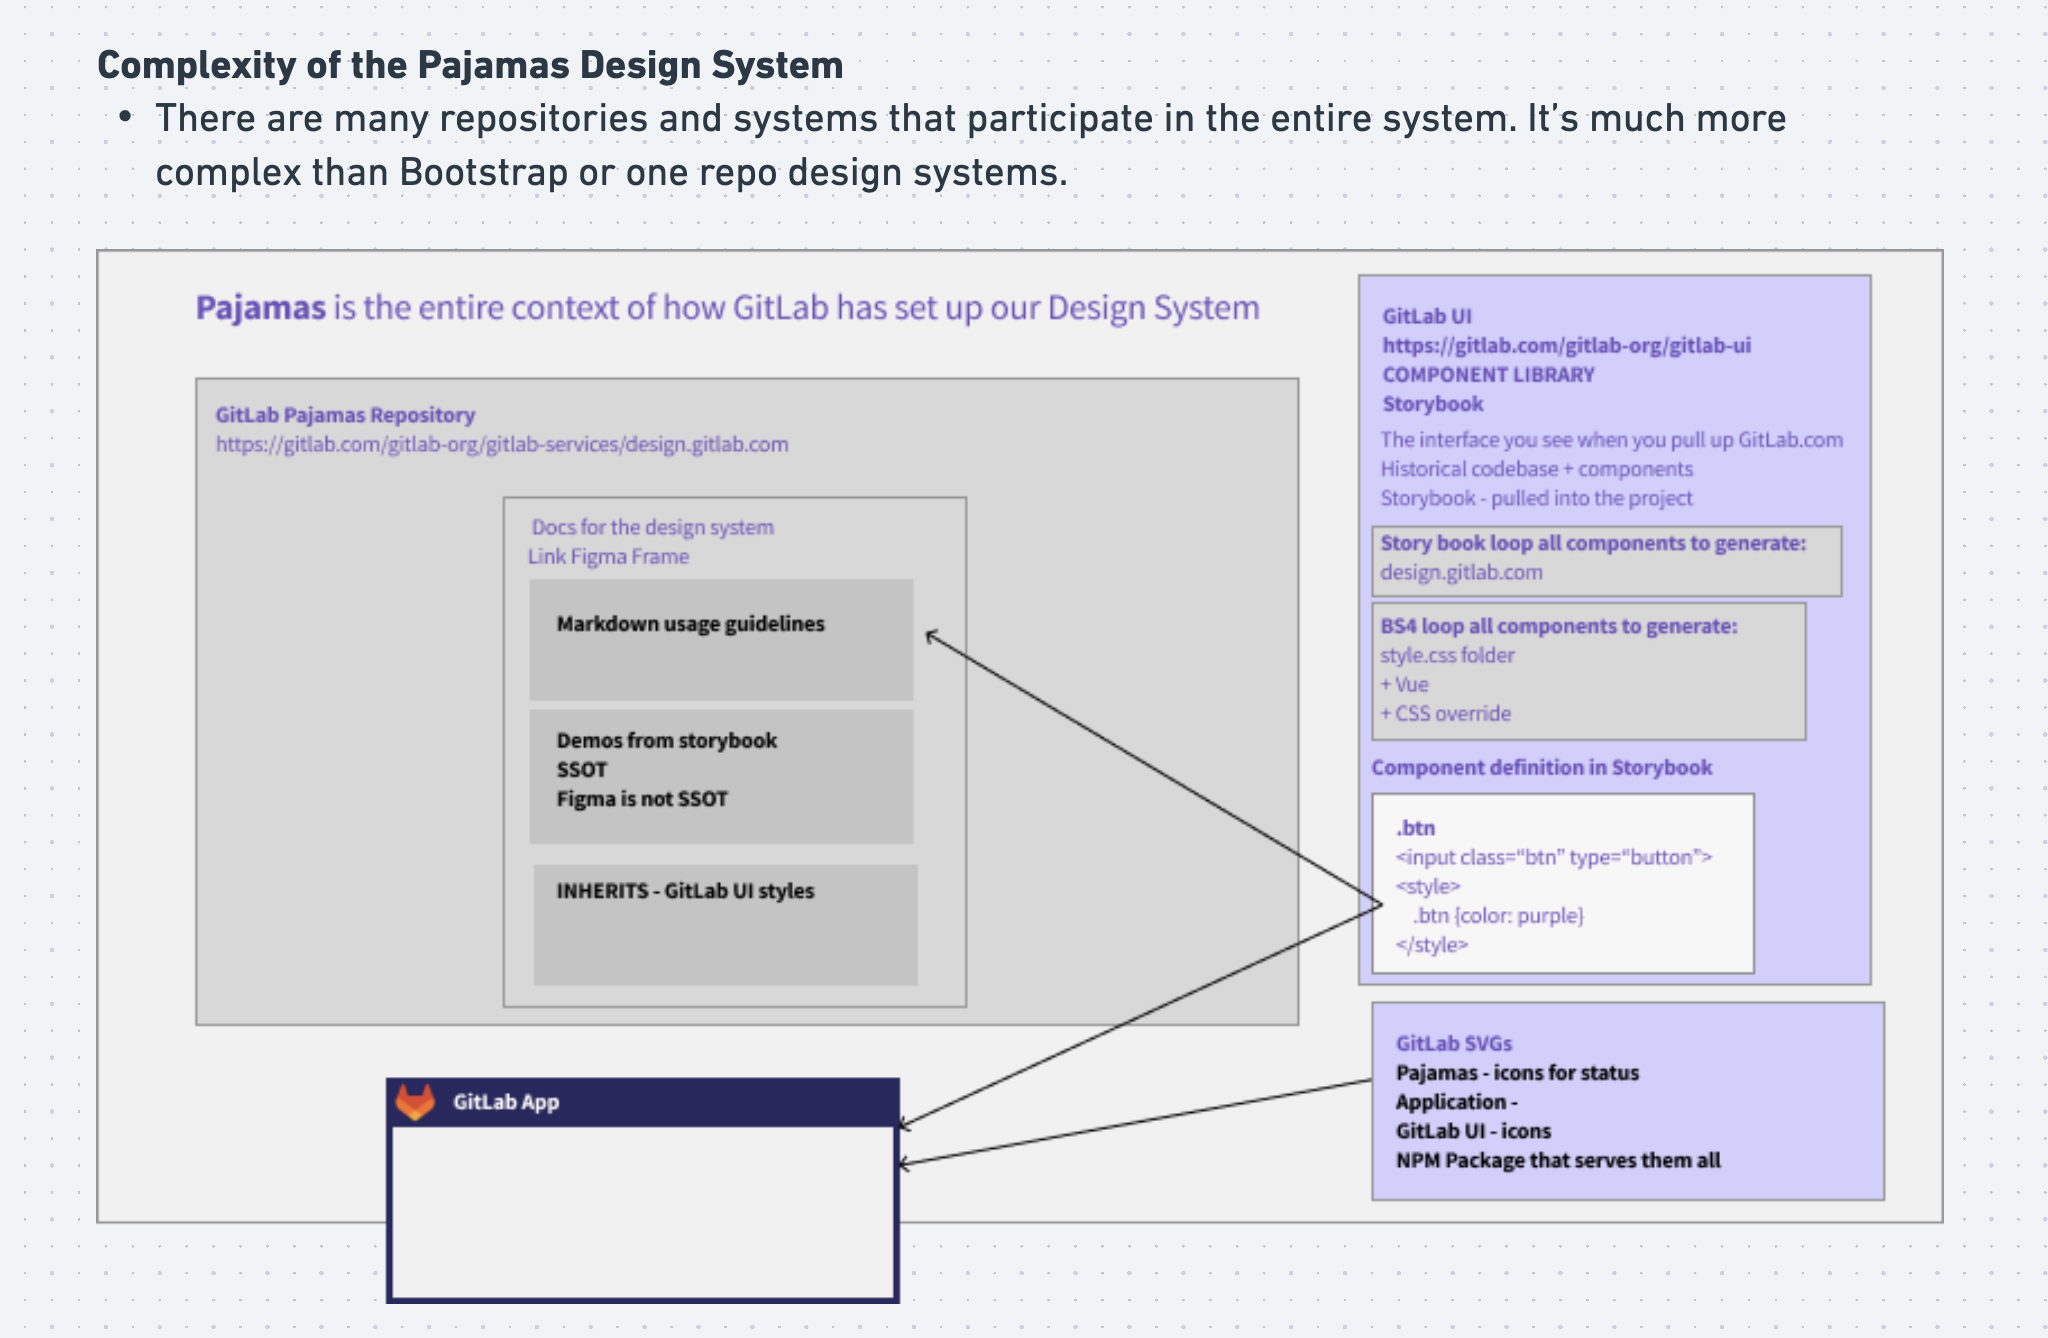 Complexity of the Pajamas Design System
• There are many repositories and systems that participate in the entire system. It’s much more
complex than Bootstrap or one repo design systems.
Pajamas is the entire context of how GitLab has set up our Design System
GitLab Pajamas Repository
https://gitlab.com/gitlab-org/gitlab-services/design.gitlab.com
Docs for the design system
Link Figma Frame
Markdown usage guidelines
Demos from storybook
SSOT
Figma is not SSOT
INHERITS - GitLab UI styles
GitLab UI
https://gitlab.com/gitlab-org/gitlab-ui
COMPONENT LIBRARY
Storybook
The interface you see when you pull up GitLab.com
Historical codebase + components
Storybook - pulled into the project
Story book loop all components to generate:
design.gitlab.com
BS4 loop all components to generate:
style.css folder
+ Vue
+ CSS override
Component definition in Storybook
.btn
<input class=“btn” type=“button”>
<style>
.btn {color: purple}
</style>
GitLab SVGs
Pajamas - icons for status
Application -
GitLab UI - icons
NPM Package that serves them all
GitLab App